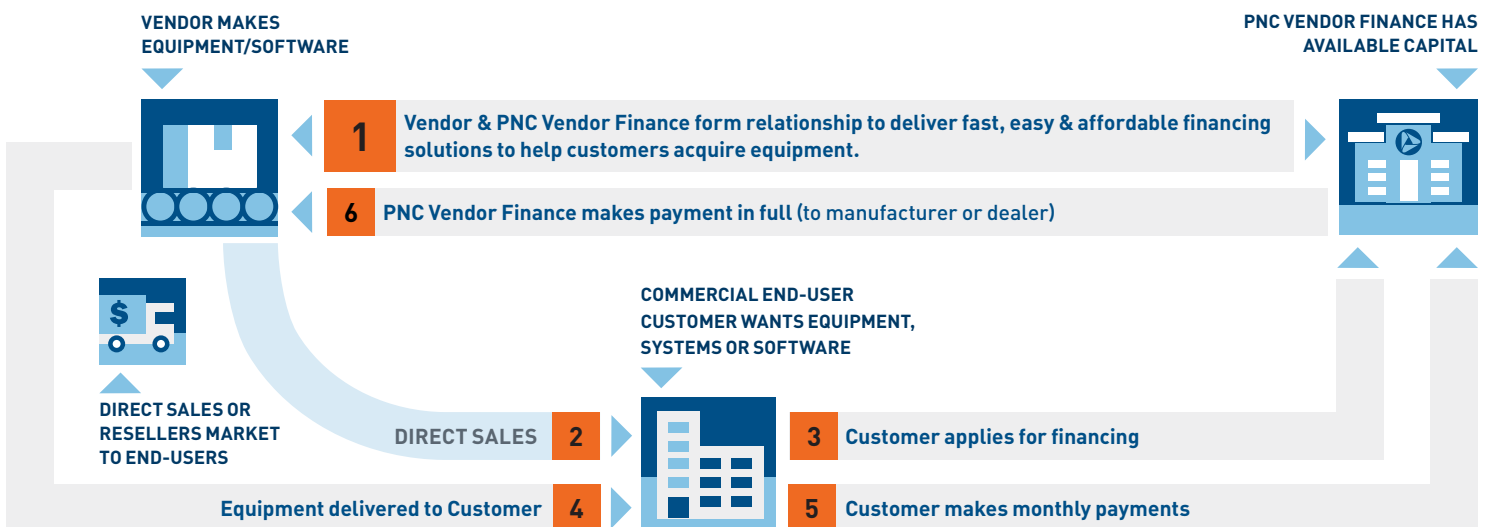 VENDOR MAKES
EQUIPMENT/SOFTWARE
PNC VENDOR FINANCE HAS
AVAILABLE CAPITAL
1
Vendor & PNC Vendor Finance form relationship to deliver fast, easy & affordable financing
solutions to help customers acquire equipment.
6 PNC Vendor Finance makes payment in full (to manufacturer or dealer)
$
DIRECT SALES OR
RESELLERS MARKET
TO END-USERS
COMMERCIAL END-USER
CUSTOMER WANTS EQUIPMENT,
SYSTEMS OR SOFTWARE
DIRECT SALES 2
3 Customer applies for financing
Equipment delivered to Customer 4
5 Customer makes monthly payments